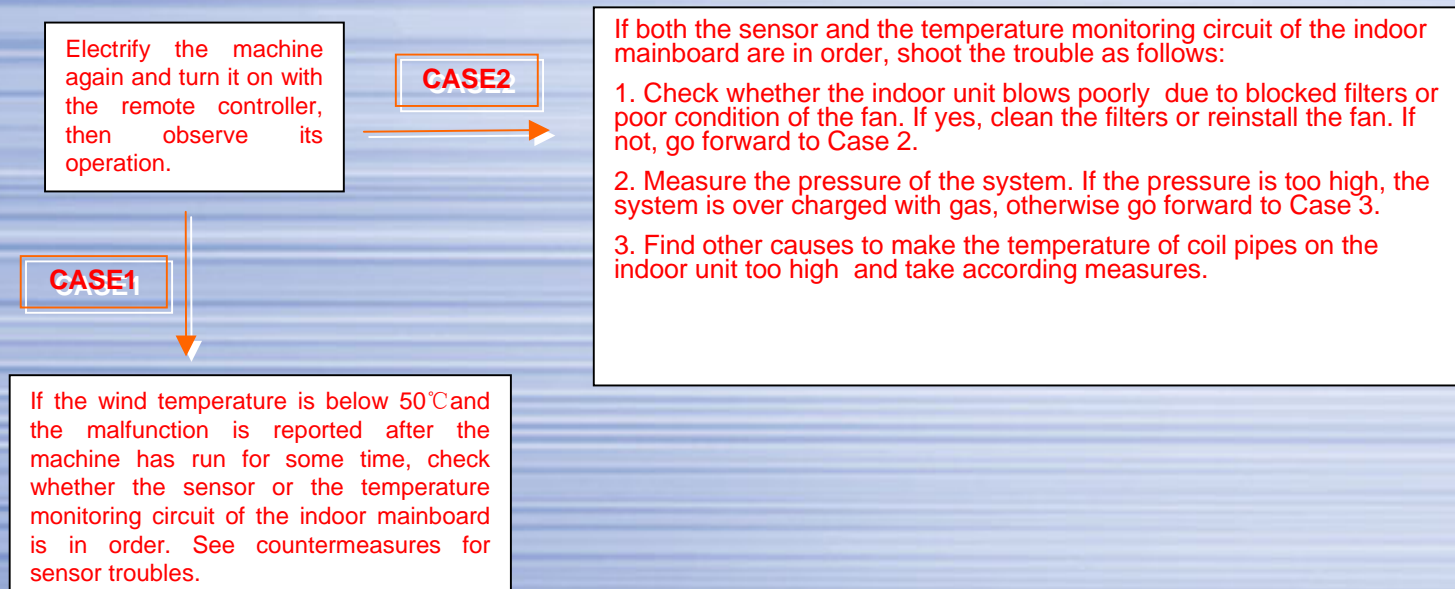 Electrify the machine
again and turn it on with
the remote controller,
then observe its
operation.
CASE2
If both the sensor and the temperature monitoring circuit of the indoor
mainboard are in order, shoot the trouble as follows:
1. Check whether the indoor unit blows poorly due to blocked filters or
poor condition of the fan. If yes, clean the filters or reinstall the fan. If
not, go forward to Case 2.
2. Measure the pressure of the system. If the pressure is too high, the
system is over charged with gas, otherwise go forward to Case 3.
3. Find other causes to make the temperature of coil pipes on the
indoor unit too high and take according measures.
CASE1
If the wind temperature is below 50℃and
the malfunction is reported after the
machine has run for some time, check
whether the sensor or the temperature
monitoring circuit of the indoor mainboard
is in order. See countermeasures for
sensor troubles.